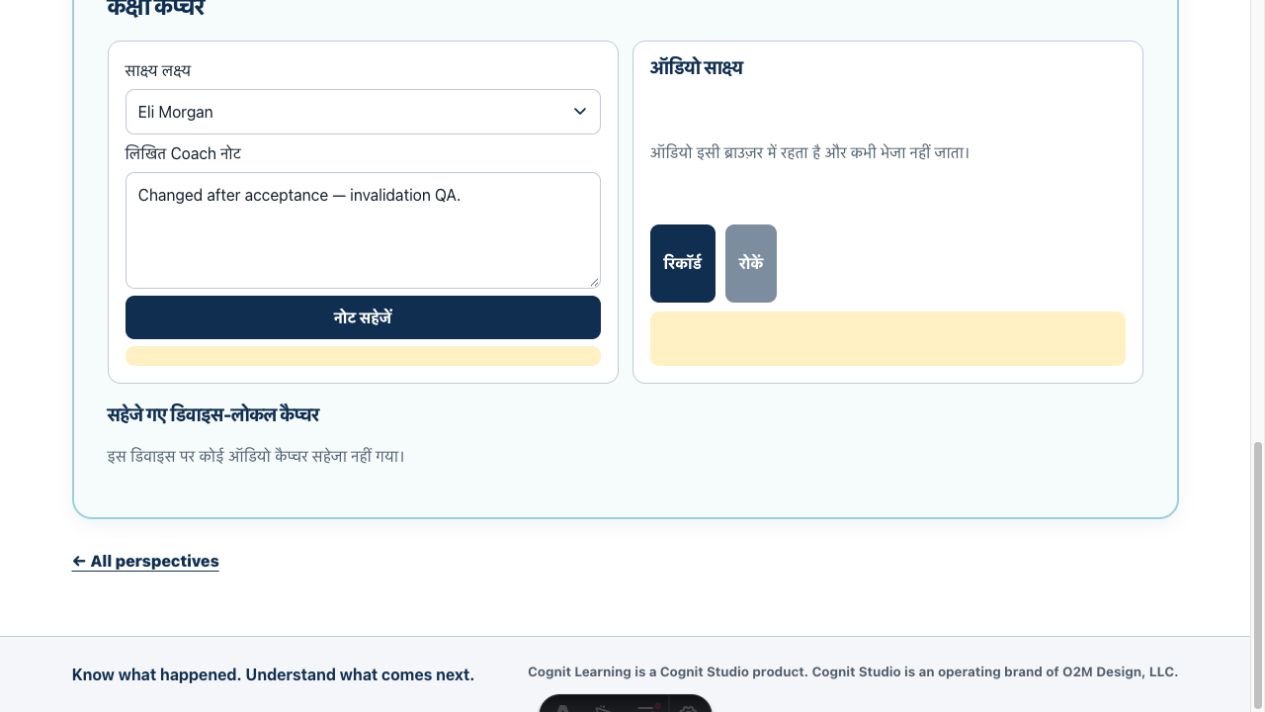 कक्षा कैप्चर
साक्ष्य लक्ष्य
Eli Morgan
लिखित Coach नोट
Changed after acceptance — invalidation QA.
नोट सहेजें
ऑडियो साक्ष्य
ऑडियो इसी ब्राउज़र में रहता है और कभी भेजा नहीं जाता।
रिकॉर्ड
रोकें
सहेजे गए डिवाइस-लोकल कैप्चर
इस डिवाइस पर कोई ऑडियो कैप्चर सहेजा नहीं गया।
← All perspectives
Know what happened. Understand what comes next.
Cognit Learning is a Cognit Studio product. Cognit Studio is an operating brand of O2M Design, LLC.